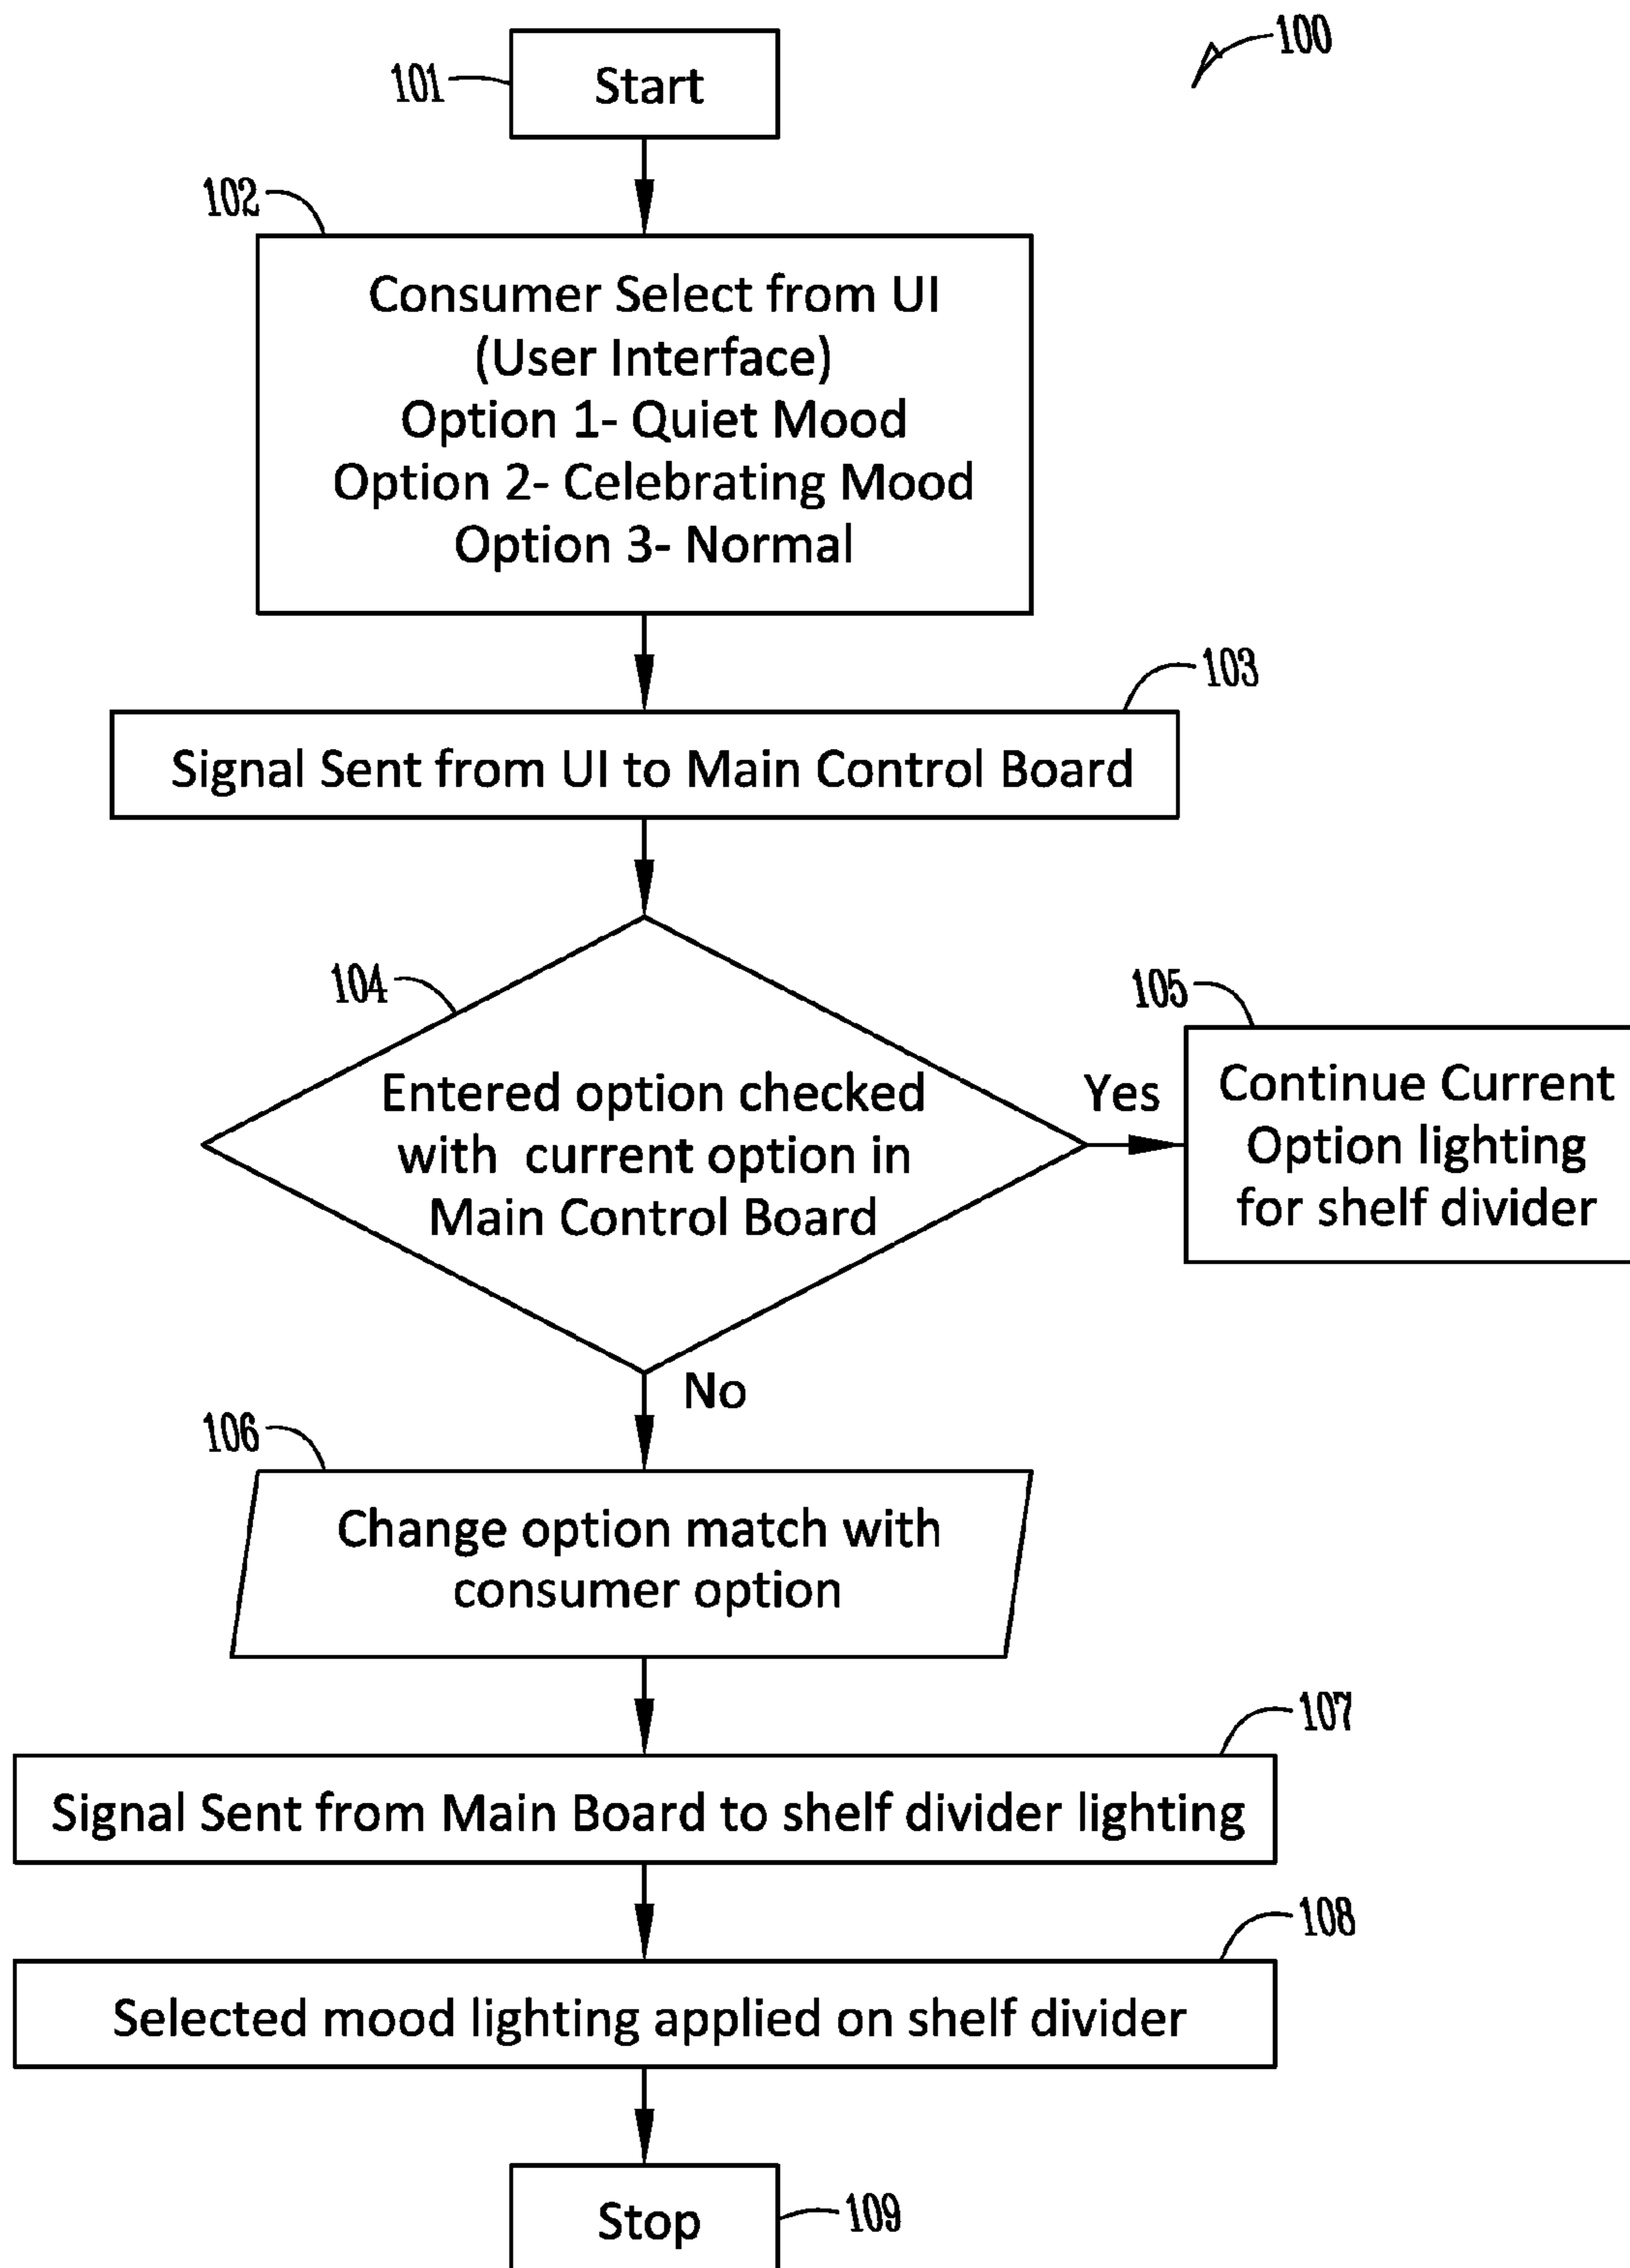 100
101
Start
102
Consumer Select from UI
(User Interface)
Option 1- Quiet Mood
Option 2- Celebrating Mood
Option 3- Normal
103
Signal Sent from UI to Main Control Board
104
Entered option checked
with current option in
Main Control Board
Yes
105
Continue Current
Option lighting
for shelf divider
No
106
Change option match with
consumer option
107
Signal Sent from Main Board to shelf divider lighting
108
Selected mood lighting applied on shelf divider
Stop
109